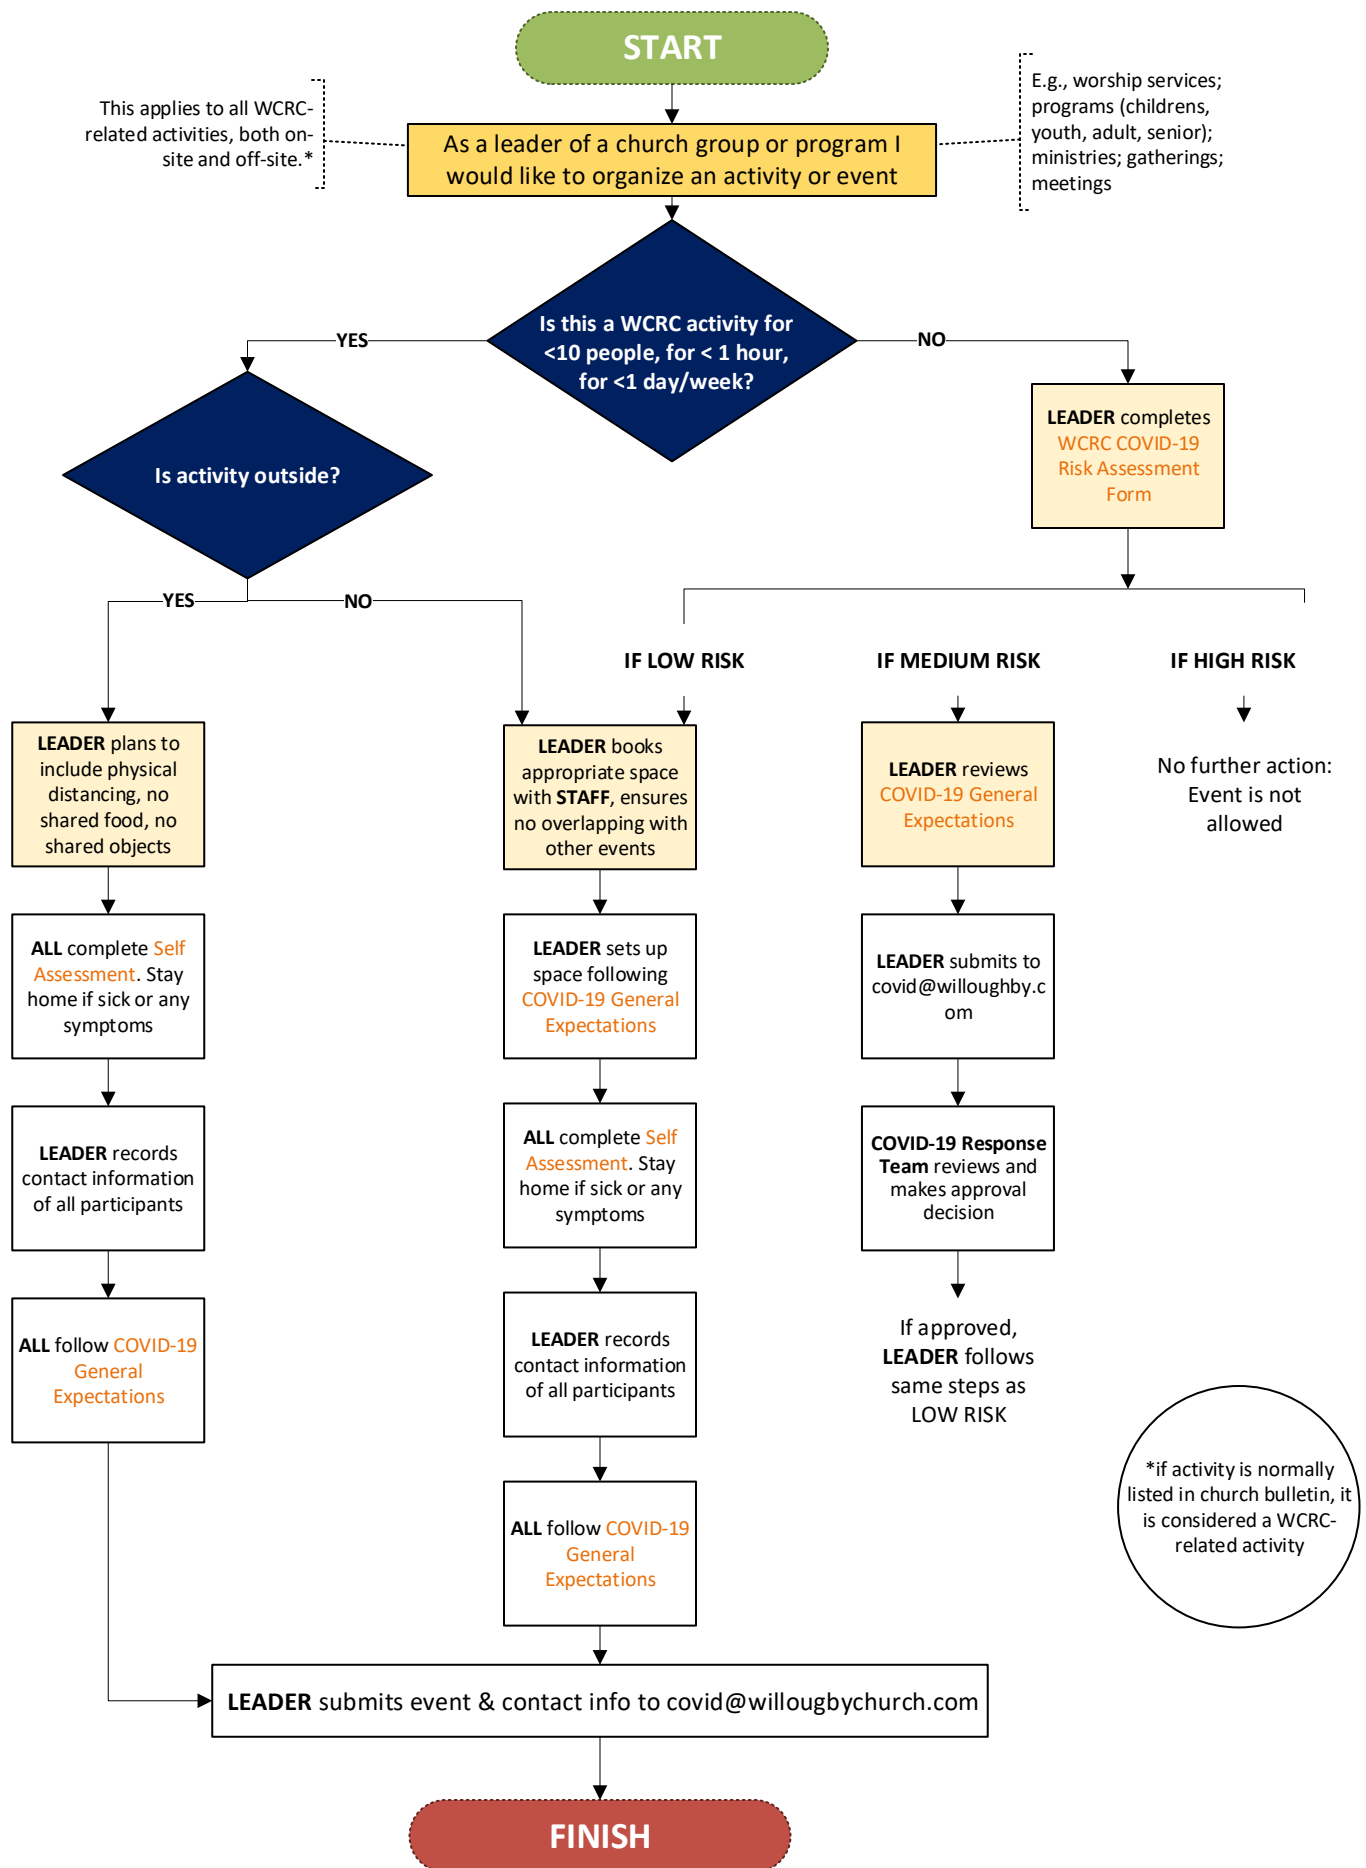 START
This applies to all WCRC-
related activities, both on-
site and off-site.*
As a leader of a church group or program I
would like to organize an activity or event
E.g., worship services;
programs (childrens,
youth, adult, senior);
ministries; gatherings;
meetings
Is this a WCRC activity for
<10 people, for < 1 hour,
for <1 day/week?
YES
NO
Is activity outside?
LEADER completes
WCRC COVID-19
Risk Assessment
Form
YES
NO
IF LOW RISK
IF MEDIUM RISK
IF HIGH RISK
LEADER plans to
include physical
distancing, no
shared food, no
shared objects
ALL complete Self
Assessment. Stay
home if sick or any
symptoms
LEADER records
contact information
of all participants
ALL follow COVID-19
General
Expectations
LEADER books
appropriate space
with STAFF, ensures
no overlapping with
other events
LEADER sets up
space following
COVID-19 General
Expectations
ALL complete Self
Assessment. Stay
home if sick or any
symptoms
LEADER records
contact information
of all participants
ALL follow COVID-19
General
Expectations
LEADER reviews
COVID-19 General
Expectations
LEADER submits to
covid@willoughby.c
om
COVID-19 Response
Team reviews and
makes approval
decision
If approved,
LEADER follows
same steps as
LOW RISK
No further action:
Event is not
allowed
*if activity is normally
listed in church bulletin, it
is considered a WCRC-
related activity
LEADER submits event & contact info to covid@willougbychurch.com
FINISH